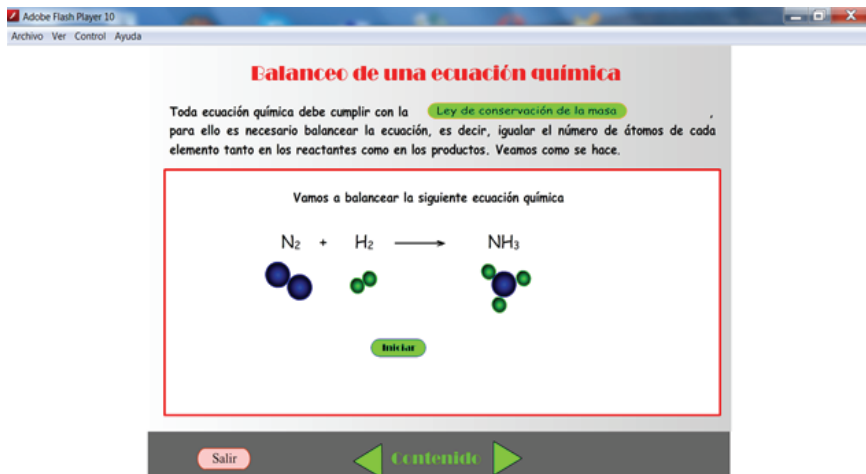 Adobe Flash Player 10
Archivo Ver Control Ayuda
Balanceo de una ecuación química
Toda ecuación química debe cumplir con la Ley de conservación de la masa ,
para ello es necesario balancear la ecuación, es decir, igualar el número de átomos de cada
elemento tanto en los reactantes como en los productos. Veamos como se hace.
Vamos a balancear la siguiente ecuación química
N₂ + H₂ ⟶ NH₃
Iniciar
Salir Contenido